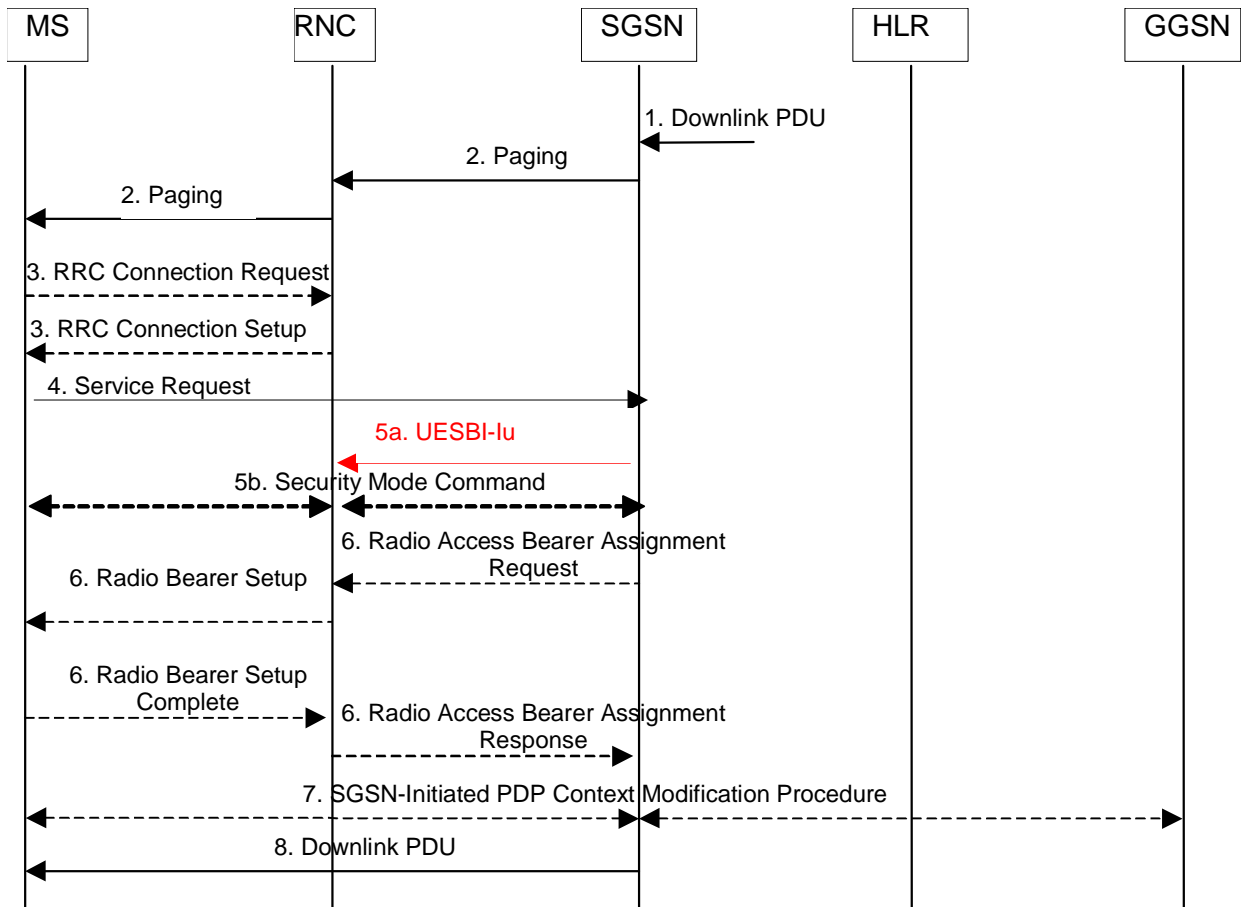 MS
RNC
SGSN
HLR
GGSN
1. Downlink PDU
2. Paging
2. Paging
3. RRC Connection Request
3. RRC Connection Setup
4. Service Request
5a. UESBI-Iu
5b. Security Mode Command
6. Radio Access Bearer Assignment
Request
6. Radio Bearer Setup
6. Radio Bearer Setup
Complete
6. Radio Access Bearer Assignment
Response
7. SGSN-Initiated PDP Context Modification Procedure
8. Downlink PDU